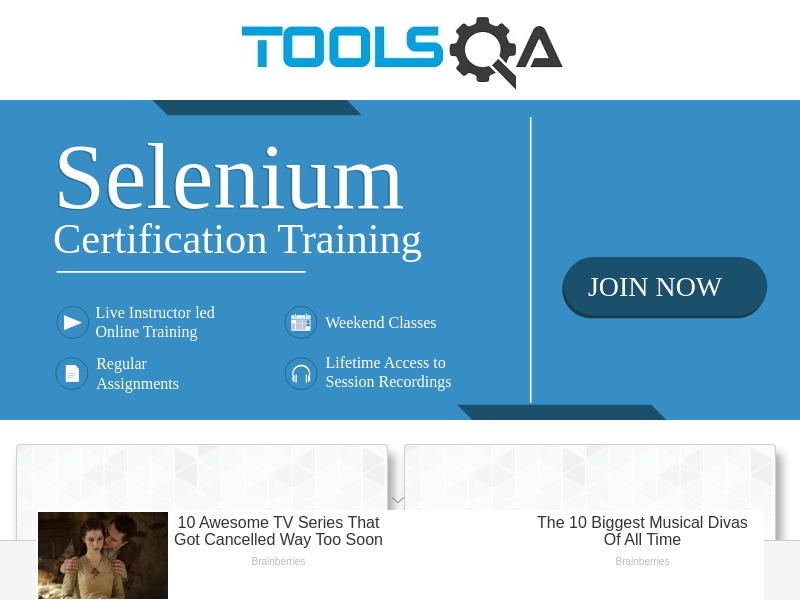 TOOLSQA
Selenium
Certification Training
JOIN NOW
Live Instructor led
Online Training
Weekend Classes
Regular
Assignments
Lifetime Access to
Session Recordings
10 Awesome TV Series That
Got Cancelled Way Too Soon
Brainberries
The 10 Biggest Musical Divas
Of All Time
Brainberries